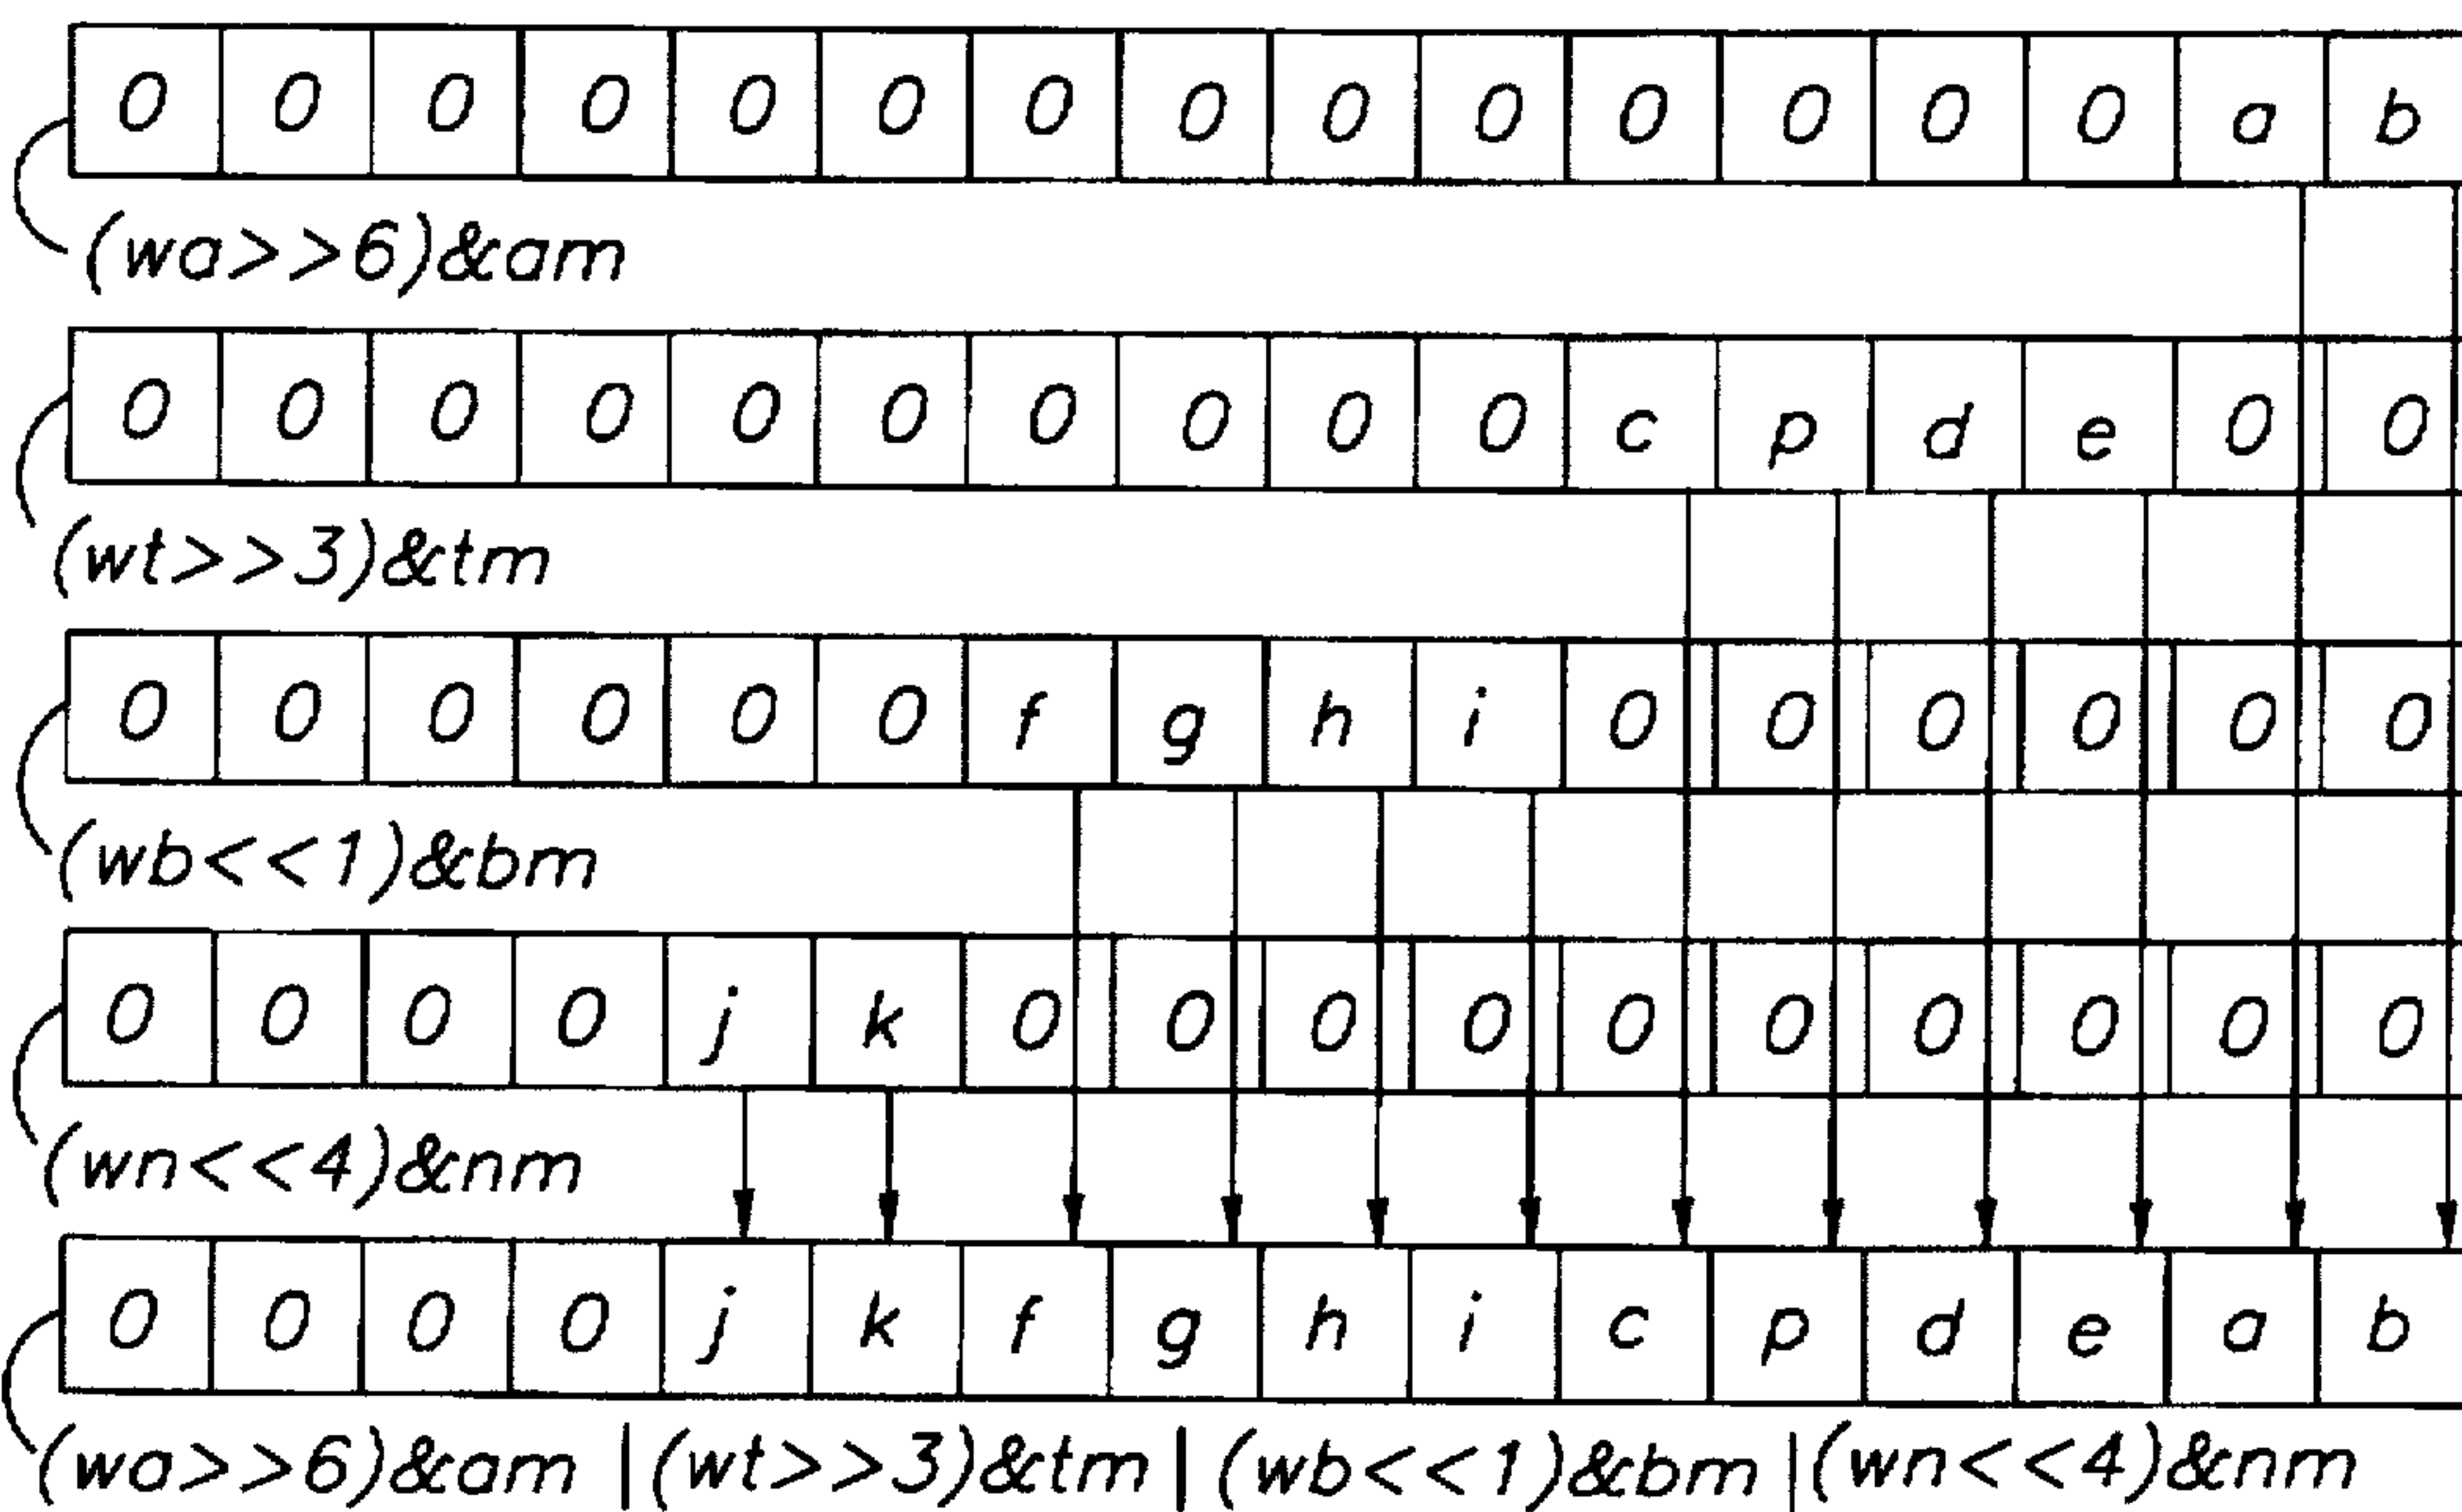 0 0 0 0 0 0 0 0 0 0 0 0 0 0 a b
(wa>>6)&am
0 0 0 0 0 0 0 0 0 0 c p d e 0 0
(wt>>3)&tm
0 0 0 0 0 0 f g h i 0 0 0 0 0 0
(wb<<1)&bm
0 0 0 0 j k 0 0 0 0 0 0 0 0 0 0
(wn<<4)&nm
0 0 0 0 j k f g h i c p d e a b
(wa>>6)&am |(wt>>3)&tm | (wb<<1)&bm |(wn<<4)&nm